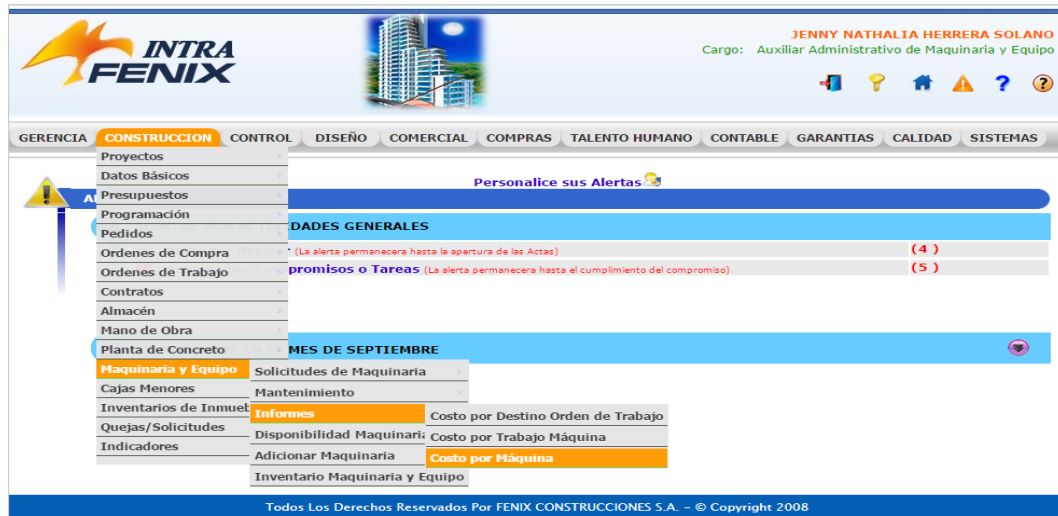 INTRA
FENIX
JENNY NATHALIA HERRERA SOLANO
Cargo: Auxiliar Administrativo de Maquinaria y Equipo
GERENCIA CONSTRUCCION CONTROL DISEÑO COMERCIAL COMPRAS TALENTO HUMANO CONTABLE GARANTIAS CALIDAD SISTEMAS
Proyectos
Datos Básicos
Personalice sus Alertas
Presupuestos
Programación
DADES GENERALES
Pedidos
Ordenes de Compra
(La alerta permanecera hasta la apertura de las Actas) (4 )
Ordenes de Trabajo
promisos o Tareas (La alerta permanecera hasta el cumplimiento del compromiso) (5 )
Contratos
Almacén
Mano de Obra
Planta de Concreto
MES DE SEPTIEMBRE
Maquinaria y Equipo
Solicitudes de Maquinaria
Cajas Menores
Mantenimiento
Inventarios de Inmueb
Informes
Costo por Destino Orden de Trabajo
Quejas/Solicitudes
Disponibilidad Maquinaria
Costo por Trabajo Máquina
Indicadores
Adicionar Maquinaria
Costo por Máquina
Inventario Maquinaria y Equipo
Todos Los Derechos Reservados Por FENIX CONSTRUCCIONES S.A. - © Copyright 2008